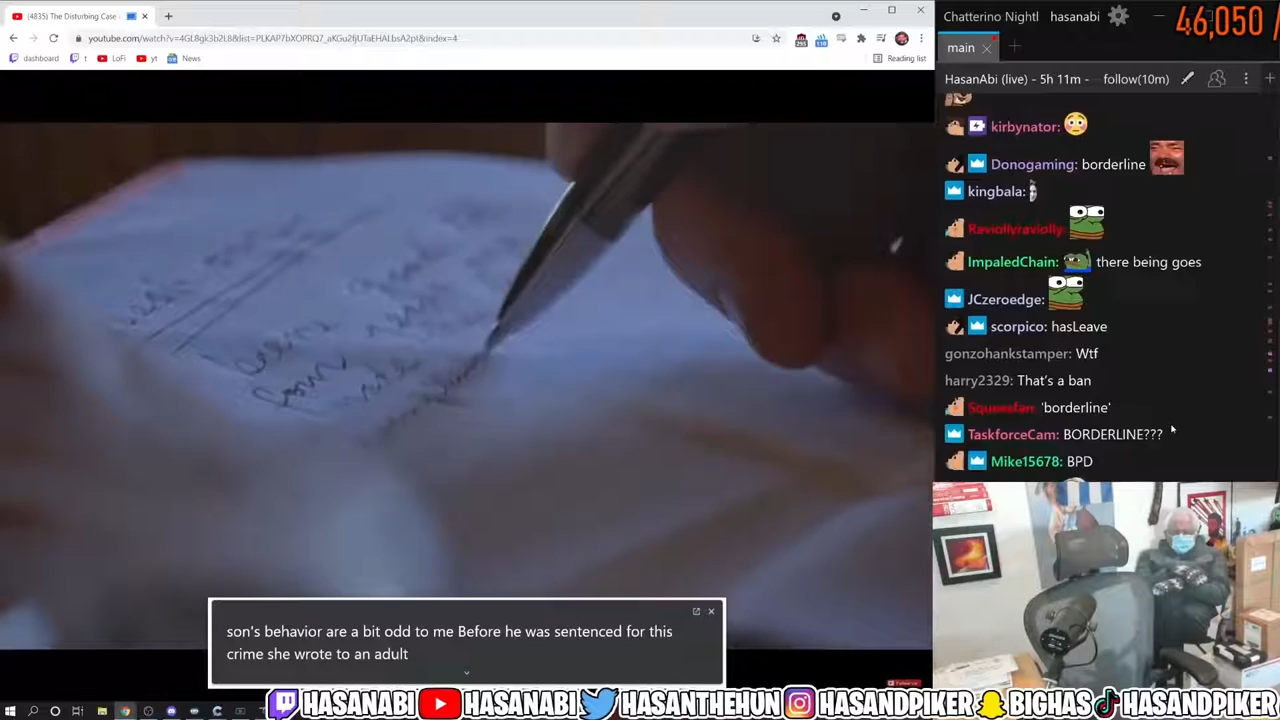 (4835) The Disturbing Case
Chatterino Nightl hasanabi
46,050 /
youtube.com/watch?v=4GL8gk3b2L8&list=PLKAP7bXOPRQ7_aKGu2fjUTaEHALbsA2pt&index=4
main
dashboard t LoFi yt News Reading list
HasanAbi (live) - 5h 11m - follow(10m)
kirbynator:
Donogaming: borderline
kingbala:
Raviollyraviolly:
ImpaledChain: there being goes
JCzeroedge:
scorpico: hasLeave
gonzohankstamper: Wtf
harry2329: That's a ban
'borderline'
TaskforceCam: BORDERLINE???
Mike15678: BPD
been
born
son's behavior are a bit odd to me Before he was sentenced for this
crime she wrote to an adult
HASANABI HASANABI HASANTHEHUN HASANDPIKER BIGHAS HASANDPIKER